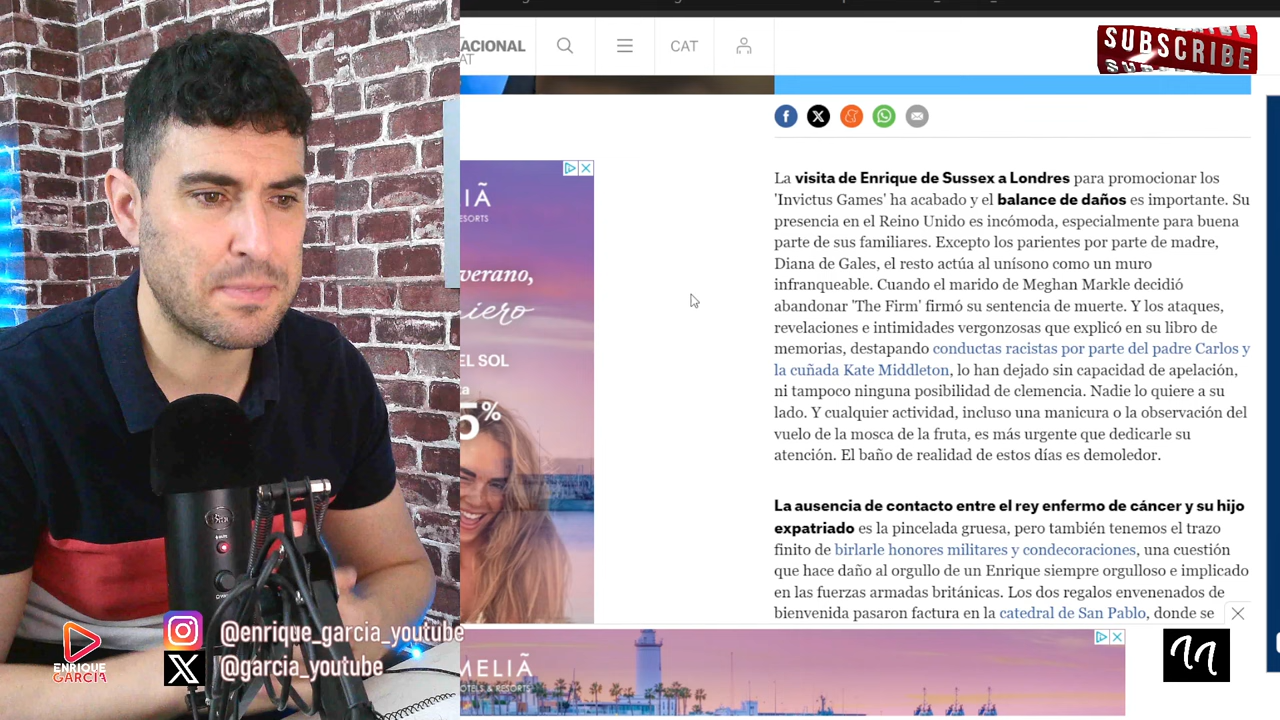 ACIONAL
AT
CAT
SUBSCRIBE
La visita de Enrique de Sussex a Londres para promocionar los
'Invictus Games' ha acabado y el balance de daños es importante. Su
presencia en el Reino Unido es incómoda, especialmente para buena
parte de sus familiares. Excepto los parientes por parte de madre,
Diana de Gales, el resto actúa al unísono como un muro
infranqueable. Cuando el marido de Meghan Markle decidió
abandonar 'The Firm' firmó su sentencia de muerte. Y los ataques,
revelaciones e intimidades vergonzosas que explicó en su libro de
memorias, destapando conductas racistas por parte del padre Carlos y
la cuñada Kate Middleton, lo han dejado sin capacidad de apelación,
ni tampoco ninguna posibilidad de clemencia. Nadie lo quiere a su
lado. Y cualquier actividad, incluso una manicura o la observación del
vuelo de la mosca de la fruta, es más urgente que dedicarle su
atención. El baño de realidad de estos días es demoledor.
La ausencia de contacto entre el rey enfermo de cáncer y su hijo
expatriado es la pincelada gruesa, pero también tenemos el trazo
finito de birlarle honores militares y condecoraciones, una cuestión
que hace daño al orgullo de un Enrique siempre orgulloso e implicado
en las fuerzas armadas británicas. Los dos regalos envenenados de
bienvenida pasaron factura en la catedral de San Pablo, donde se
IÃ
SORTS
verano,
iero
EL SOL
5%
MELIÃ
HOTELS & RESORTS
ENRIQUE
GARCIA
@enrique_garcia_youtube
@garcia_youtube